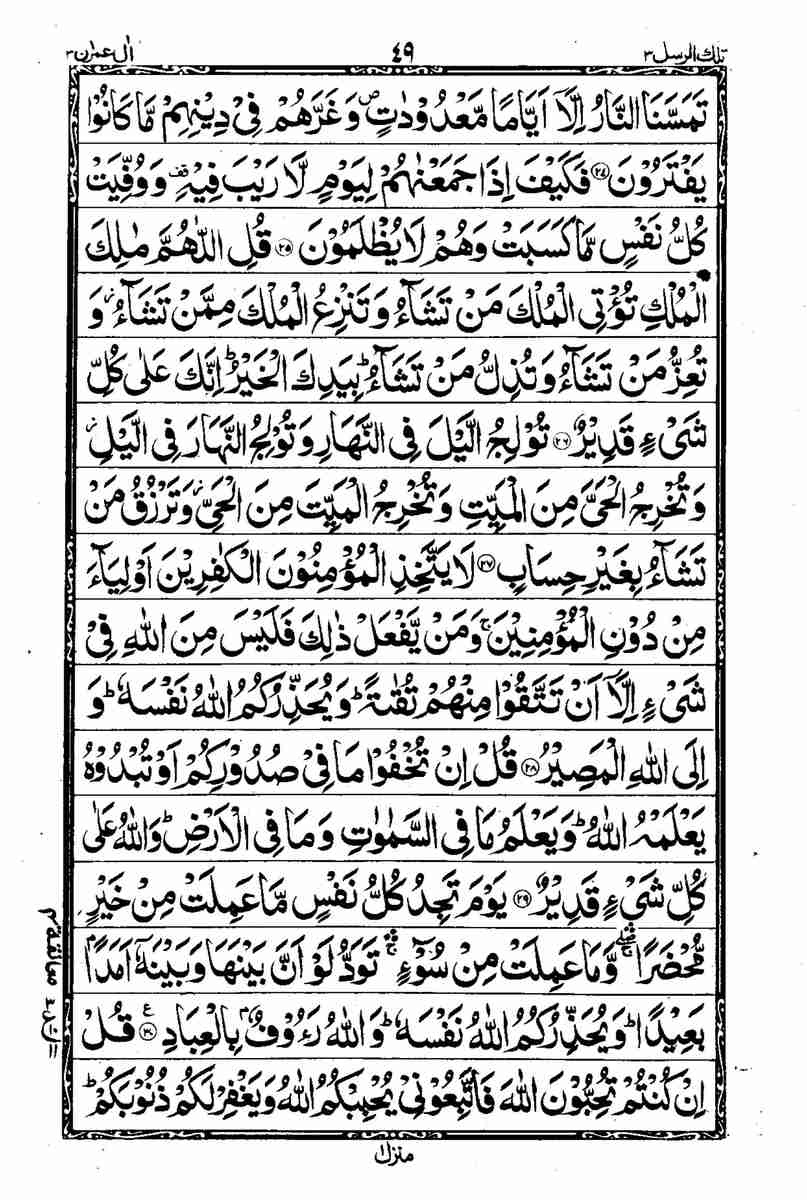 تلك الرسل ٣
٤٩
اٰل عمرٰن ٣
تَمَسَّنَا النَّارُ اِلَّاۤ اَيَّامًا مَّعْدُوْدٰتٍ ۪ وَغَرَّهُمْ فِيْ دِيْنِهِمْ مَّا كَانُوْا
يَفْتَرُوْنَ ﴿٢٤﴾ فَكَيْفَ اِذَا جَمَعْنٰهُمْ لِيَوْمٍ لَّا رَيْبَ فِيْهِ ۟ وَوُفِّيَتْ
كُلُّ نَفْسٍ مَّا كَسَبَتْ وَهُمْ لَا يُظْلَمُوْنَ ﴿٢٥﴾ قُلِ اللّٰهُمَّ مٰلِكَ
الْمُلْكِ تُؤْتِي الْمُلْكَ مَنْ تَشَآءُ وَتَنْزِعُ الْمُلْكَ مِمَّنْ تَشَآءُ ز وَ
تُعِزُّ مَنْ تَشَآءُ وَتُذِلُّ مَنْ تَشَآءُ ؕ بِيَدِكَ الْخَيْرُ ؕ اِنَّكَ عَلٰى كُلِّ
شَيْءٍ قَدِيْرٌ ﴿٢٦﴾ تُوْلِجُ الَّيْلَ فِي النَّهَارِ وَتُوْلِجُ النَّهَارَ فِي الَّيْلِ ز
وَتُخْرِجُ الْحَيَّ مِنَ الْمَيِّتِ وَتُخْرِجُ الْمَيِّتَ مِنَ الْحَيِّ ز وَتَرْزُقُ مَنْ
تَشَآءُ بِغَيْرِ حِسَابٍ ﴿٢٧﴾ لَا يَتَّخِذِ الْمُؤْمِنُوْنَ الْكٰفِرِيْنَ اَوْلِيَآءَ
مِنْ دُوْنِ الْمُؤْمِنِيْنَ ۚ وَمَنْ يَّفْعَلْ ذٰلِكَ فَلَيْسَ مِنَ اللّٰهِ فِيْ
شَيْءٍ اِلَّاۤ اَنْ تَتَّقُوْا مِنْهُمْ تُقٰىةً ؕ وَيُحَذِّرُكُمُ اللّٰهُ نَفْسَهٗ ؕ وَ
اِلَى اللّٰهِ الْمَصِيْرُ ﴿٢٨﴾ قُلْ اِنْ تُخْفُوْا مَا فِيْ صُدُوْرِكُمْ اَوْ تُبْدُوْهُ
يَعْلَمْهُ اللّٰهُ ؕ وَيَعْلَمُ مَا فِي السَّمٰوٰتِ وَمَا فِي الْاَرْضِ ؕ وَاللّٰهُ عَلٰى
كُلِّ شَيْءٍ قَدِيْرٌ ﴿٢٩﴾ يَوْمَ تَجِدُ كُلُّ نَفْسٍ مَّا عَمِلَتْ مِنْ خَيْرٍ
مُّحْضَرًا ۛ وَّمَا عَمِلَتْ مِنْ سُوْٓءٍ ۛ تَوَدُّ لَوْ اَنَّ بَيْنَهَا وَبَيْنَهٗۤ اَمَدًۢا
بَعِيْدًا ؕ وَيُحَذِّرُكُمُ اللّٰهُ نَفْسَهٗ ؕ وَاللّٰهُ رَءُوْفٌۢ بِالْعِبَادِ ﴿٣٠﴾ ع قُلْ
اِنْ كُنْتُمْ تُحِبُّوْنَ اللّٰهَ فَاتَّبِعُوْنِيْ يُحْبِبْكُمُ اللّٰهُ وَيَغْفِرْ لَكُمْ ذُنُوْبَكُمْ ؕ
منزل ١
معانقة ٣